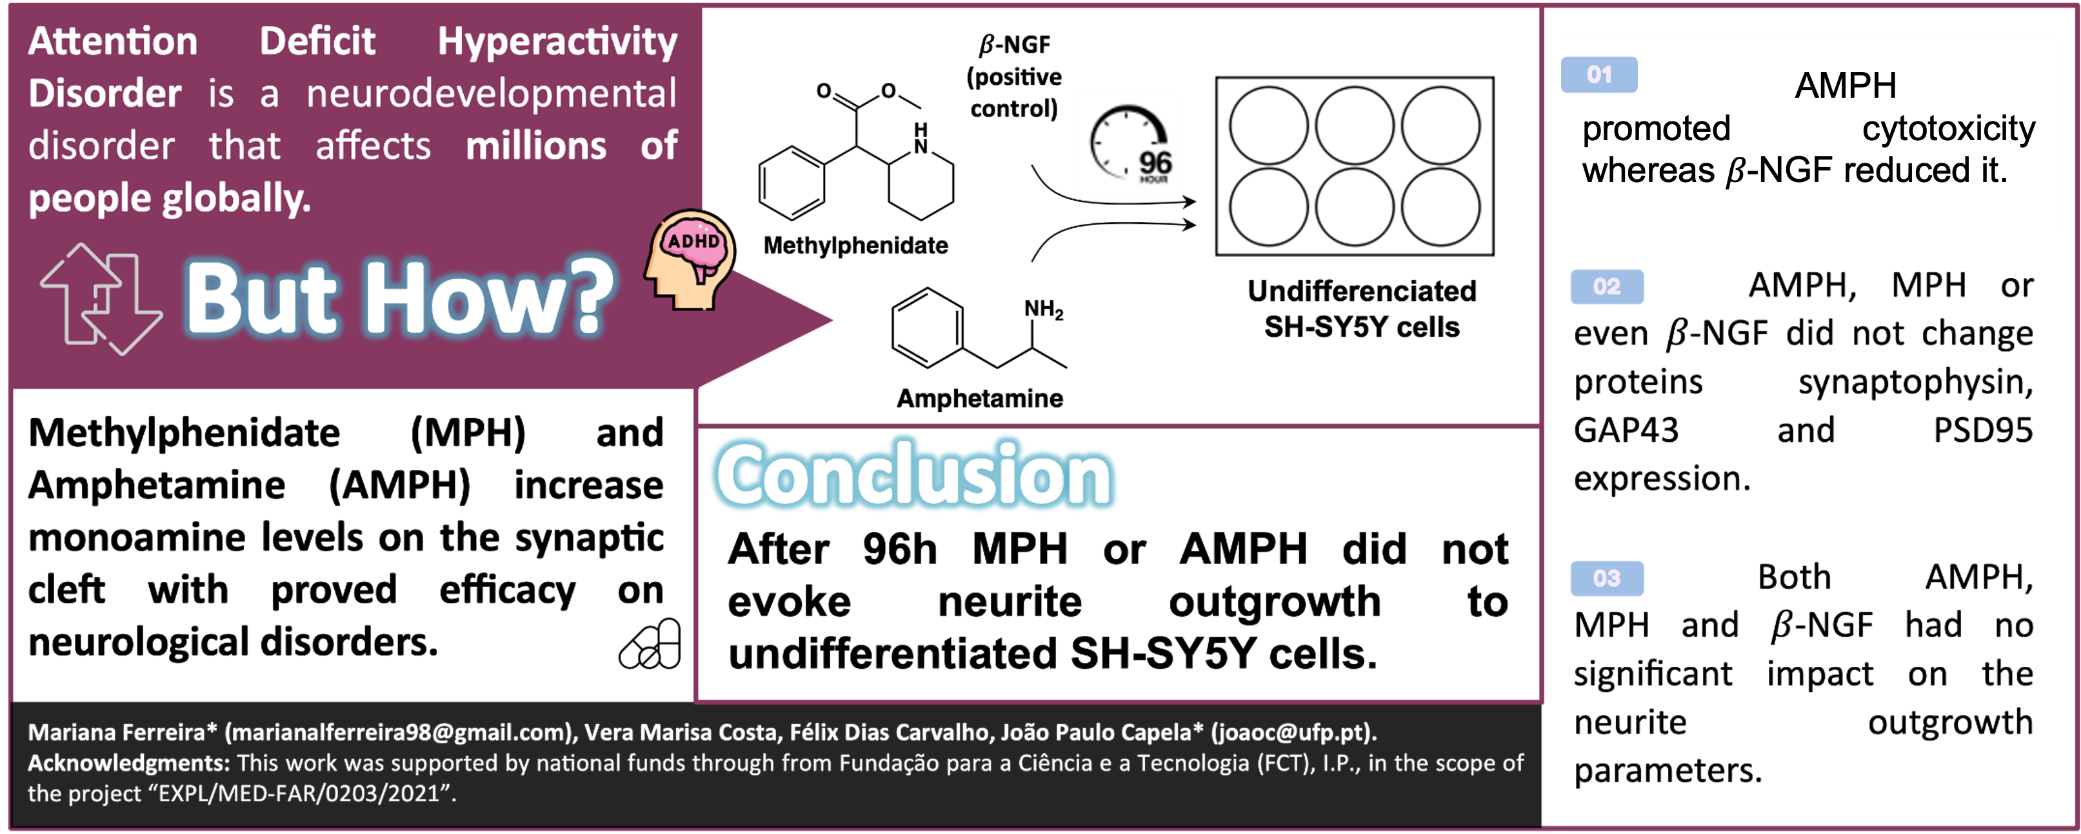 Attention Deficit Hyperactivity
Disorder is a neurodevelopmental
disorder that affects millions of
people globally.
But How?
ADHD
Methylphenidate (MPH) and
Amphetamine (AMPH) increase
monoamine levels on the synaptic
cleft with proved efficacy on
neurological disorders.
β-NGF
(positive
control)
O
O
H
N
Methylphenidate
96
HOUR
NH₂
Amphetamine
Undifferenciated
SH-SY5Y cells
Conclusion
After 96h MPH or AMPH did not
evoke neurite outgrowth to
undifferentiated SH-SY5Y cells.
01
AMPH
promoted cytotoxicity
whereas β-NGF reduced it.
02 AMPH, MPH or
even β-NGF did not change
proteins synaptophysin,
GAP43 and PSD95
expression.
03 Both AMPH,
MPH and β-NGF had no
significant impact on the
neurite outgrowth
parameters.
Mariana Ferreira* (marianalferreira98@gmail.com), Vera Marisa Costa, Félix Dias Carvalho, João Paulo Capela* (joaoc@ufp.pt).
Acknowledgments: This work was supported by national funds through from Fundação para a Ciência e a Tecnologia (FCT), I.P., in the scope of
the project “EXPL/MED-FAR/0203/2021”.